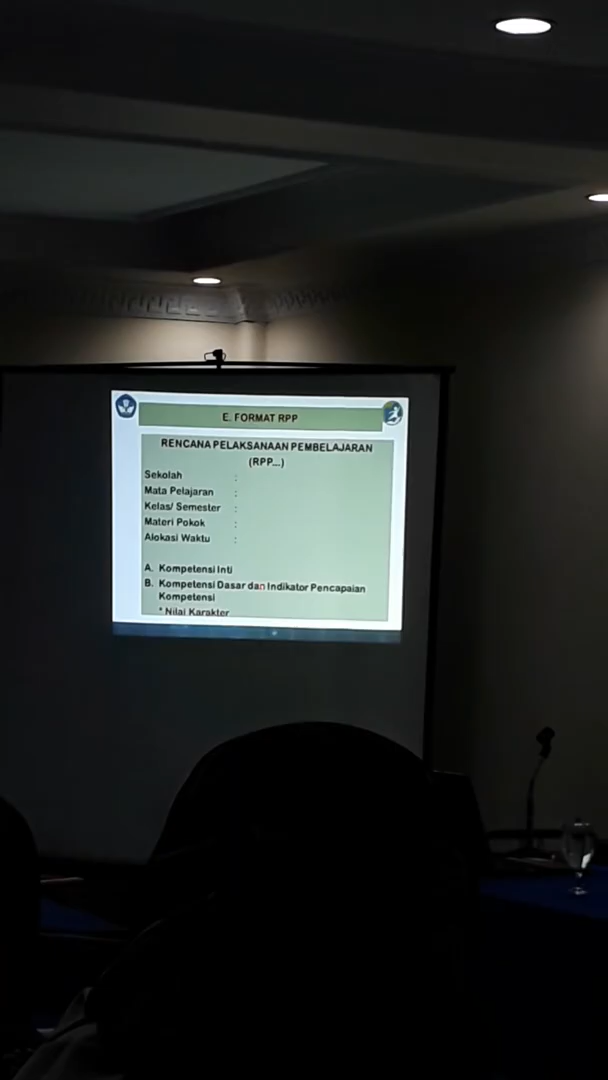 E. FORMAT RPP
RENCANA PELAKSANAAN PEMBELAJARAN
(RPP...)
Sekolah :
Mata Pelajaran :
Kelas/ Semester :
Materi Pokok :
Alokasi Waktu :
A. Kompetensi Inti
B. Kompetensi Dasar dan Indikator Pencapaian
Kompetensi
* Nilai Karakter